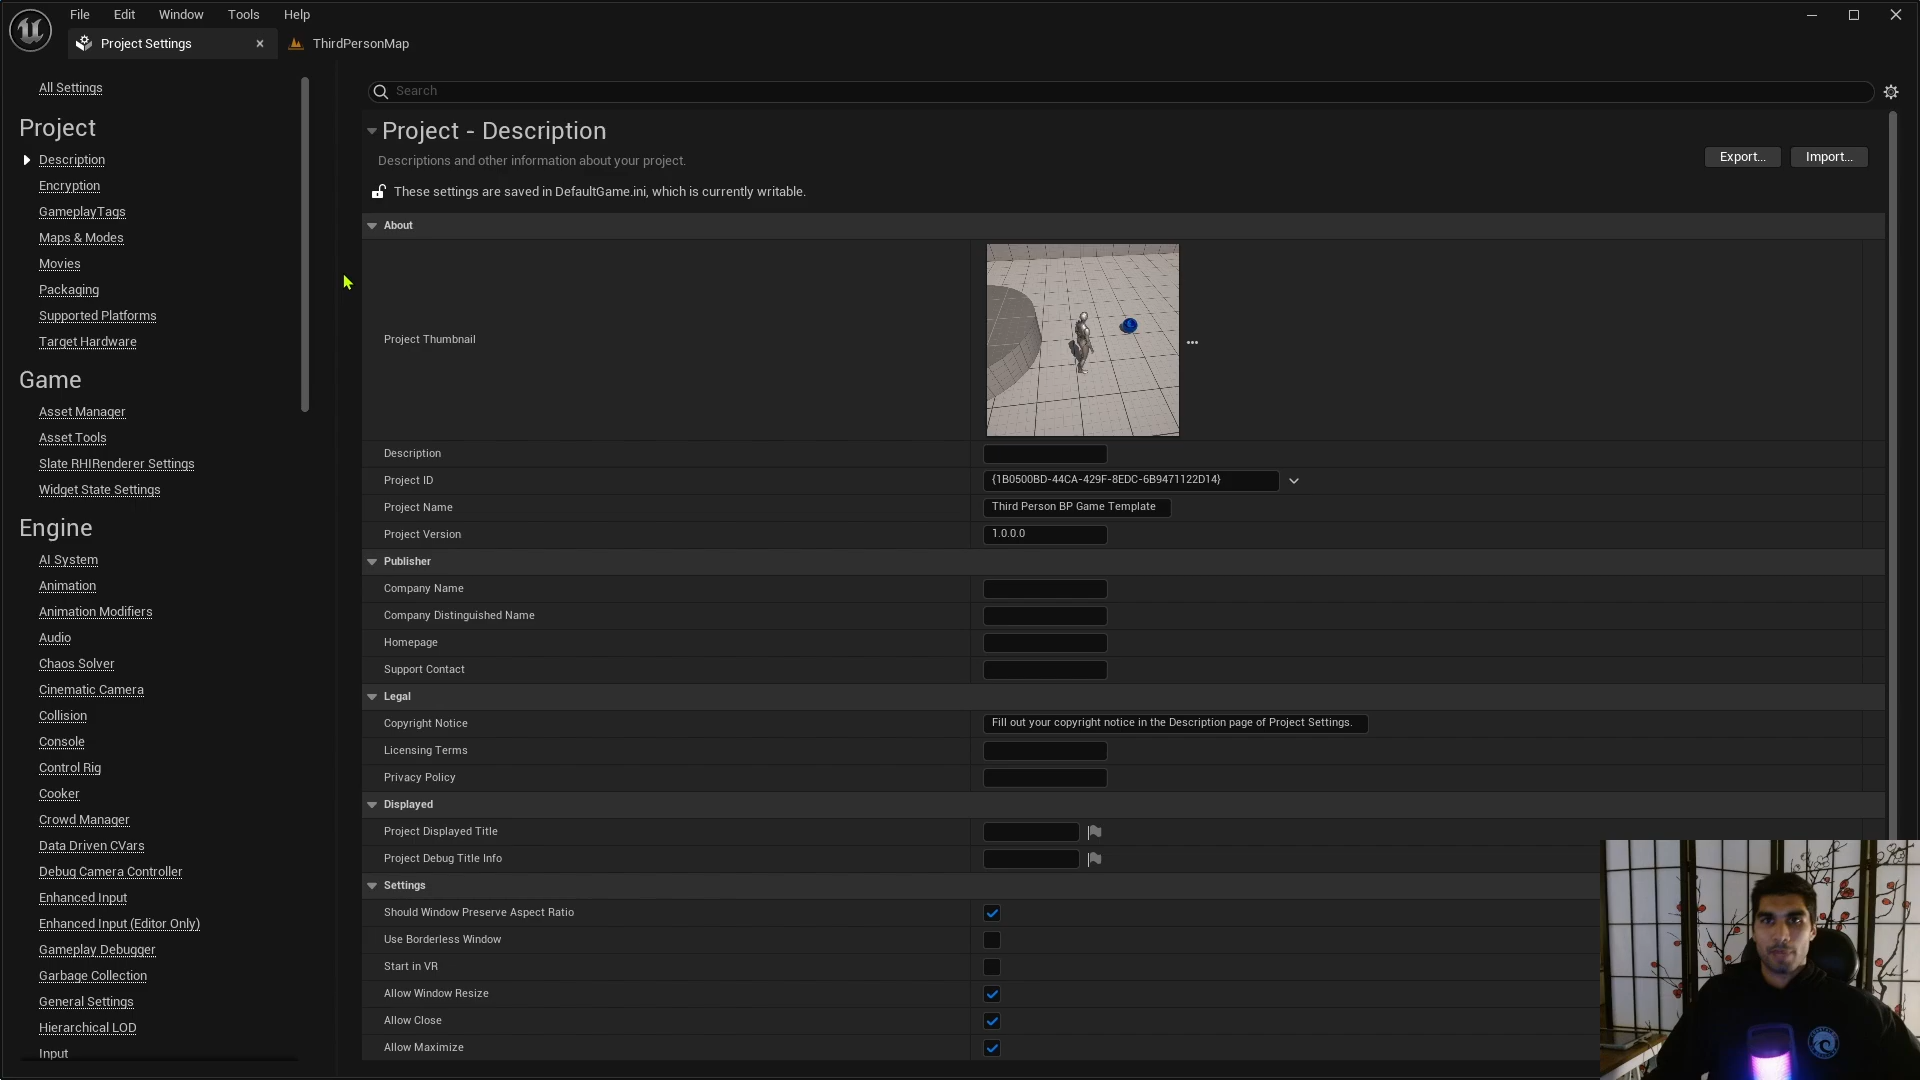 File Edit Window Tools Help
Project Settings ThirdPersonMap
All Settings
Project
Description
Encryption
GameplayTags
Maps & Modes
Movies
Packaging
Supported Platforms
Target Hardware
Game
Asset Manager
Asset Tools
Slate RHIRenderer Settings
Widget State Settings
Engine
AI System
Animation
Animation Modifiers
Audio
Chaos Solver
Cinematic Camera
Collision
Console
Control Rig
Cooker
Crowd Manager
Data Driven CVars
Debug Camera Controller
Enhanced Input
Enhanced Input (Editor Only)
Gameplay Debugger
Garbage Collection
General Settings
Hierarchical LOD
Input
Search
Project - Description
Descriptions and other information about your project.
Export... Import...
These settings are saved in DefaultGame.ini, which is currently writable.
About
Project Thumbnail
Description
Project ID {1B0500BD-44CA-429F-8EDC-6B9471122D14}
Project Name Third Person BP Game Template
Project Version 1.0.0.0
Publisher
Company Name
Company Distinguished Name
Homepage
Support Contact
Legal
Copyright Notice Fill out your copyright notice in the Description page of Project Settings.
Licensing Terms
Privacy Policy
Displayed
Project Displayed Title
Project Debug Title Info
Settings
Should Window Preserve Aspect Ratio
Use Borderless Window
Start in VR
Allow Window Resize
Allow Close
Allow Maximize